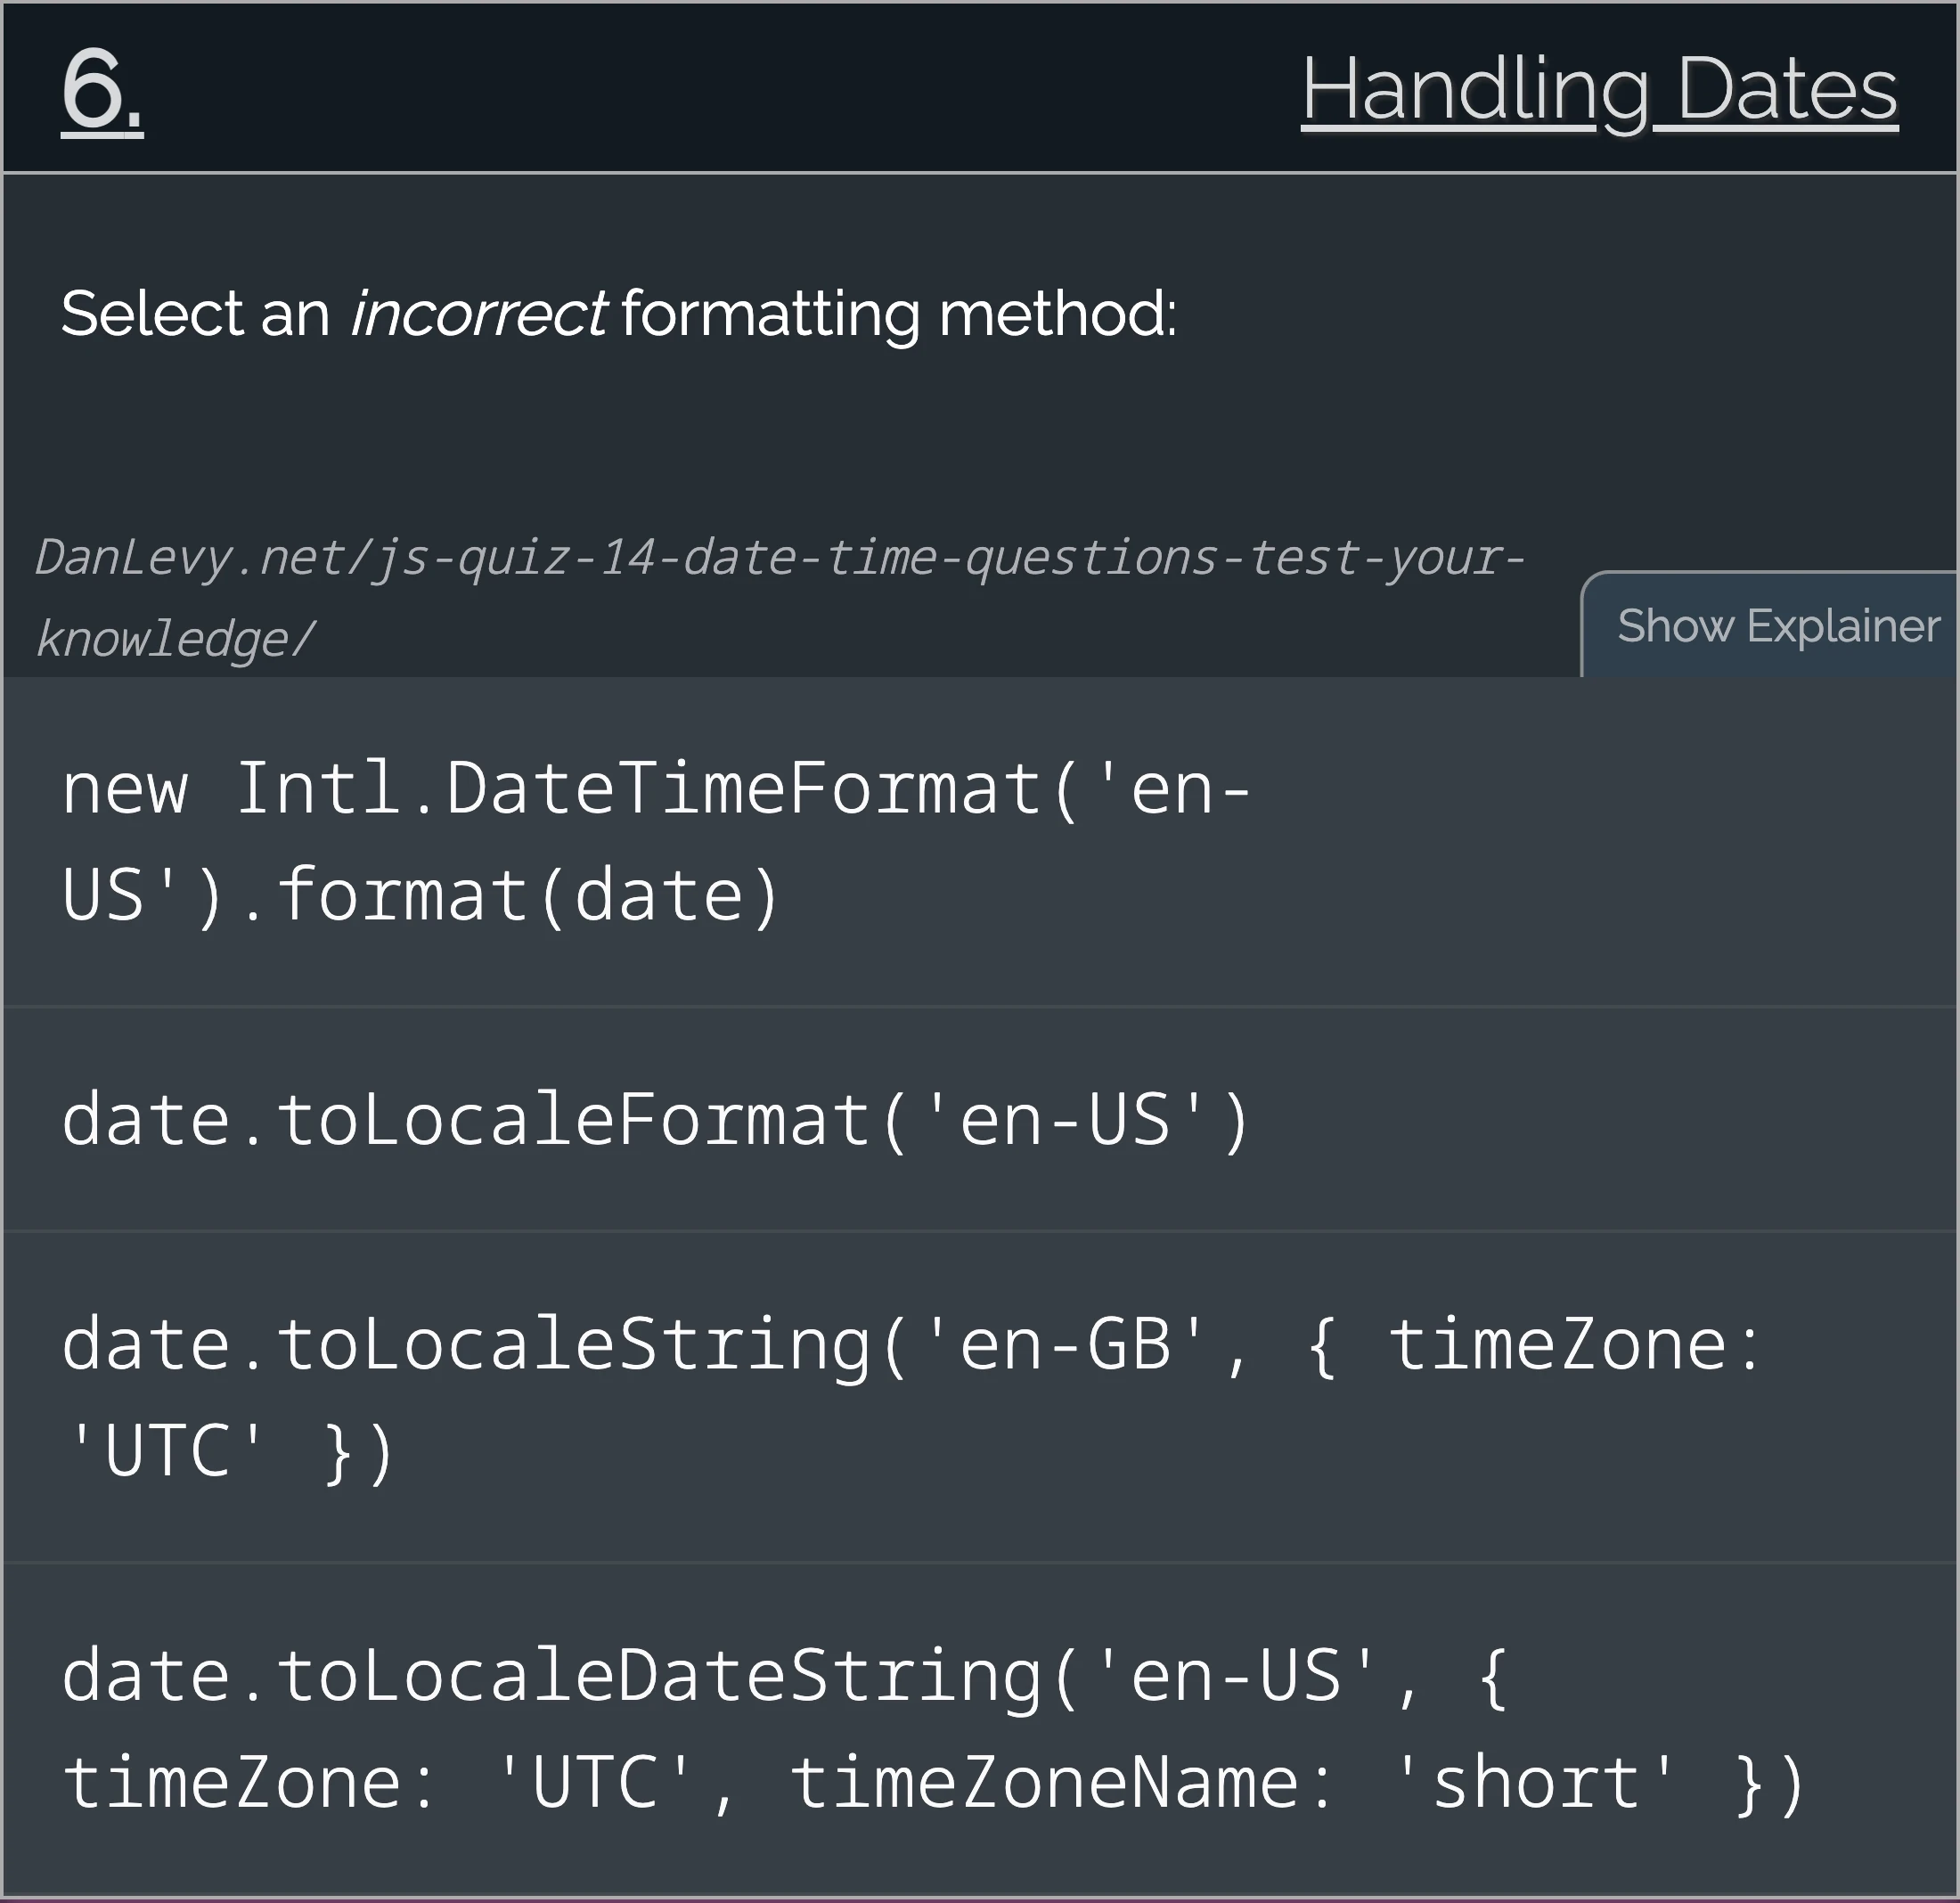 6.
Handling Dates
Select an incorrect formatting method:
DanLevy.net/js-quiz-14-date-time-questions-test-your-
knowledge/
Show Explainer
new Intl.DateTimeFormat('en-
US').format(date)
date.toLocaleFormat('en-US')
date.toLocaleString('en-GB', { timeZone:
'UTC' })
date.toLocaleDateString('en-US', {
timeZone: 'UTC', timeZoneName: 'short' })